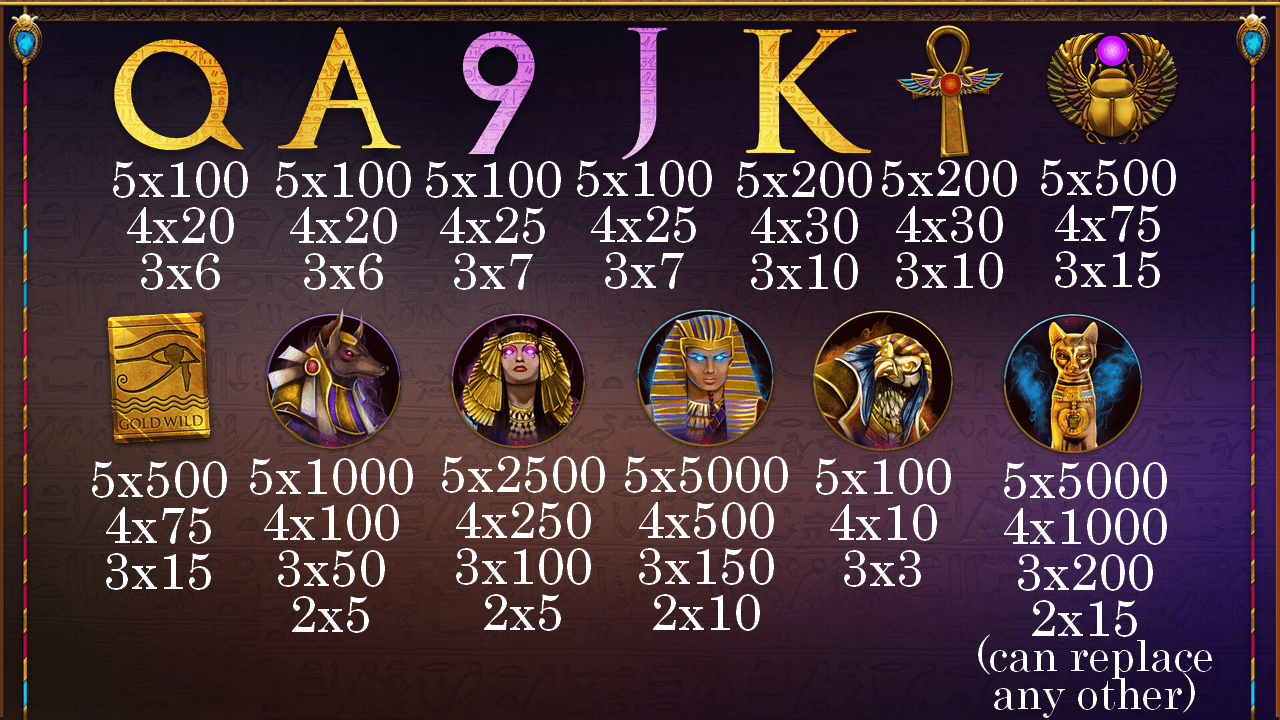 Q A 9 J K
5x100 5x100 5x100 5x100 5x200 5x200 5x500
4x20 4x20 4x25 4x25 4x30 4x30 4x75
3x6 3x6 3x7 3x7 3x10 3x10 3x15
GOLD WILD
5x500 5x1000 5x2500 5x5000 5x100 5x5000
4x75 4x100 4x250 4x500 4x10 4x1000
3x15 3x50 3x100 3x150 3x3 3x200
2x5 2x5 2x10 2x15
(can replace
any other)